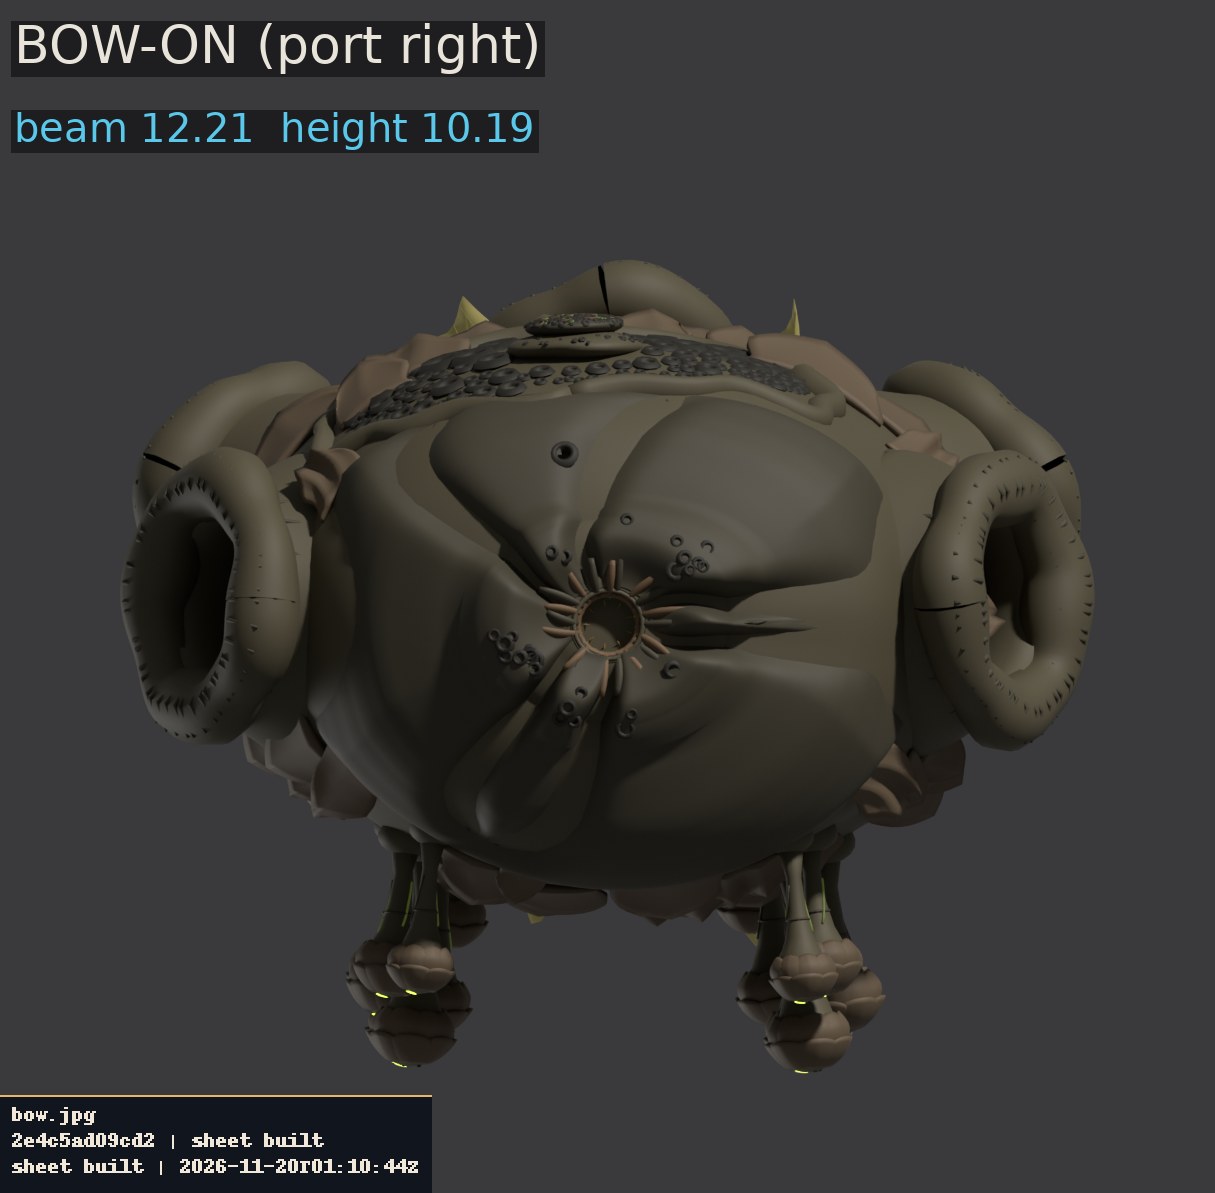 BOW-ON (port right)
beam 12.21  height 10.19
bow.jpg
2e4c5ad09cd2 | sheet built
sheet built | 2026-11-20T01:10:44Z